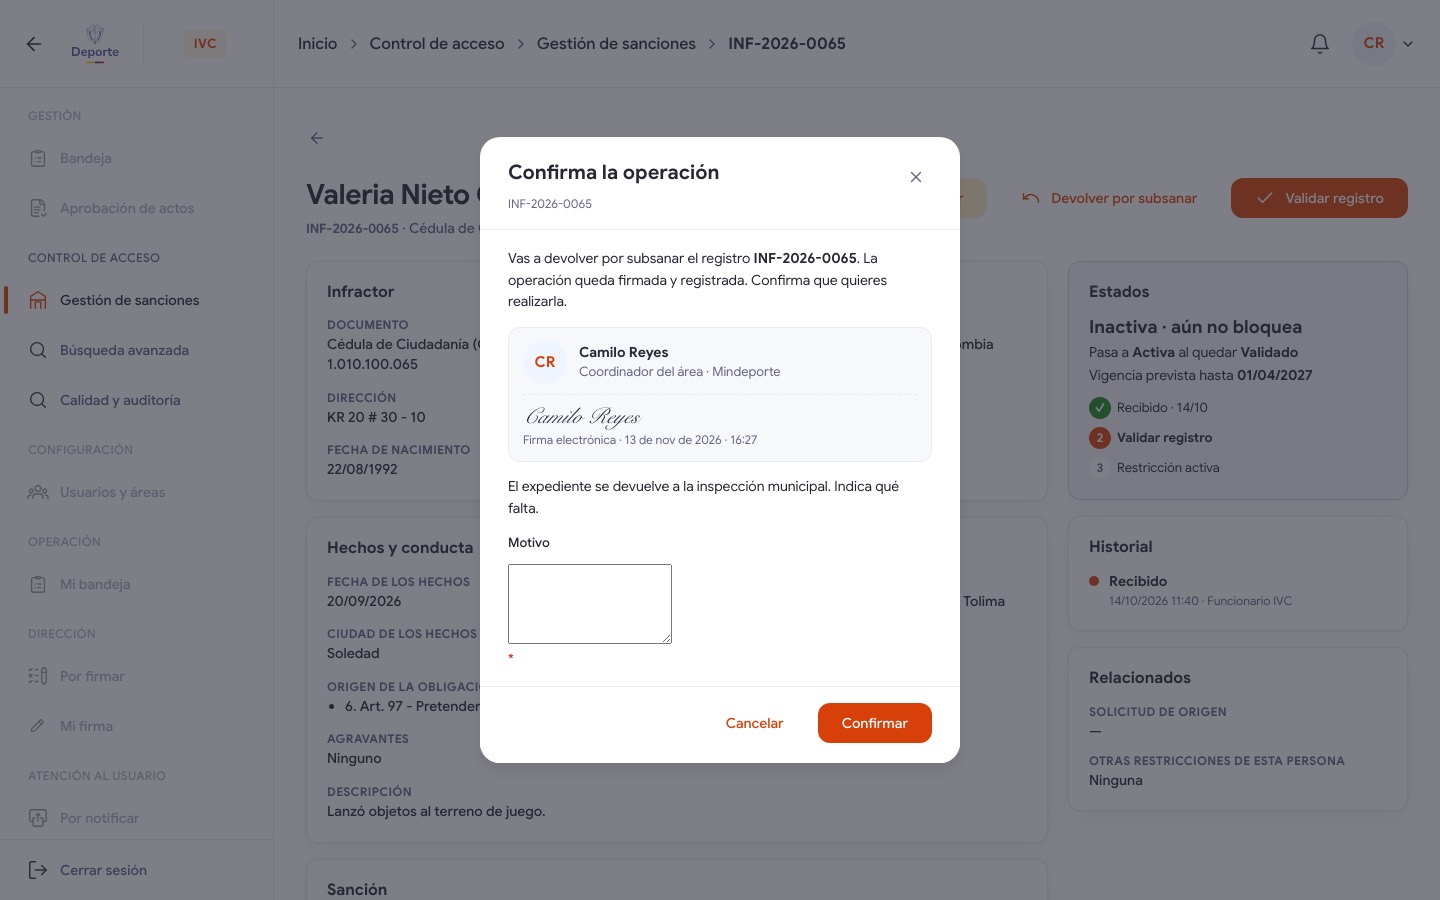 Deporte
IVC
Inicio > Control de acceso > Gestión de sanciones > INF-2026-0065
CR
GESTIÓN
Bandeja
Aprobación de actos
CONTROL DE ACCESO
Gestión de sanciones
Búsqueda avanzada
Calidad y auditoría
CONFIGURACIÓN
Usuarios y áreas
OPERACIÓN
Mi bandeja
DIRECCIÓN
Por firmar
Mi firma
ATENCIÓN AL USUARIO
Por notificar
Cerrar sesión
Valeria Nieto
INF-2026-0065 · Cédula de
Devolver por subsanar
Validar registro
Infractor
DOCUMENTO
Cédula de Ciudadanía
1.010.100.065
DIRECCIÓN
KR 20 # 30 - 10
FECHA DE NACIMIENTO
22/08/1992
Hechos y conducta
FECHA DE LOS HECHOS
20/09/2026
Tolima
CIUDAD DE LOS HECHOS
Soledad
ORIGEN DE LA
• 6. Art. 97 - Pretender
AGRAVANTES
Ninguno
DESCRIPCIÓN
Lanzó objetos al terreno de juego.
Sanción
Confirma la operación
INF-2026-0065
Vas a devolver por subsanar el registro INF-2026-0065. La
operación queda firmada y registrada. Confirma que quieres
realizarla.
CR
Camilo Reyes
Coordinador del área · Mindeporte
Camilo Reyes
Firma electrónica · 13 de nov de 2026 · 16:27
El expediente se devuelve a la inspección municipal. Indica qué
falta.
Motivo
*
Cancelar
Confirmar
Estados
Inactiva · aún no bloquea
Pasa a Activa al quedar Validado
Vigencia prevista hasta 01/04/2027
Recibido · 14/10
2 Validar registro
3 Restricción activa
Historial
Recibido
14/10/2026 11:40 · Funcionario IVC
Relacionados
SOLICITUD DE ORIGEN
—
OTRAS RESTRICCIONES DE ESTA PERSONA
Ninguna